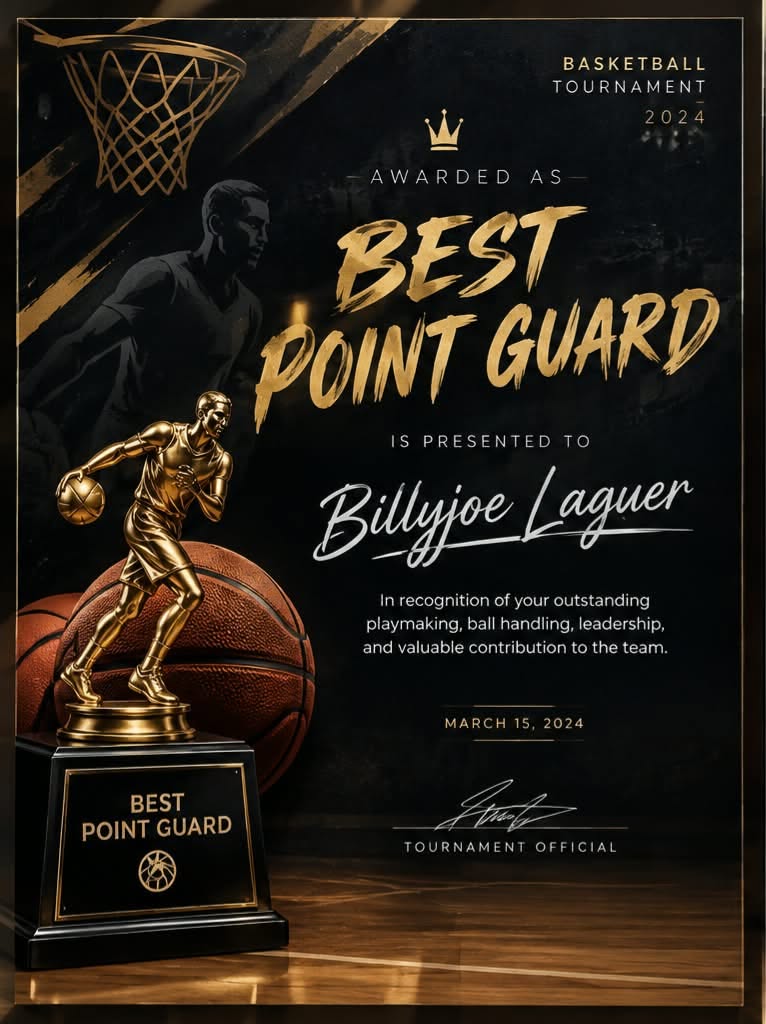 BASKETBALL
TOURNAMENT
2024
AWARDED AS
BEST
POINT GUARD
IS PRESENTED TO
Billyjoe Laguer
In recognition of your outstanding
playmaking, ball handling, leadership,
and valuable contribution to the team.
MARCH 15, 2024
TOURNAMENT OFFICIAL
BEST
POINT GUARD